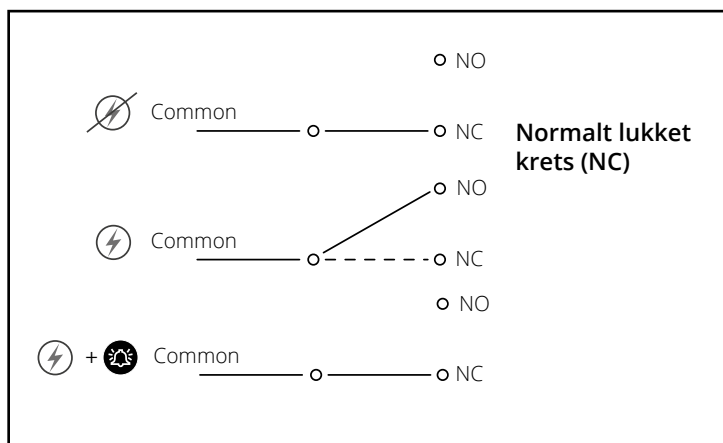 NO
Common
NC
Normalt lukket
krets (NC)
NO
Common
NC
NO
+ Common
NC